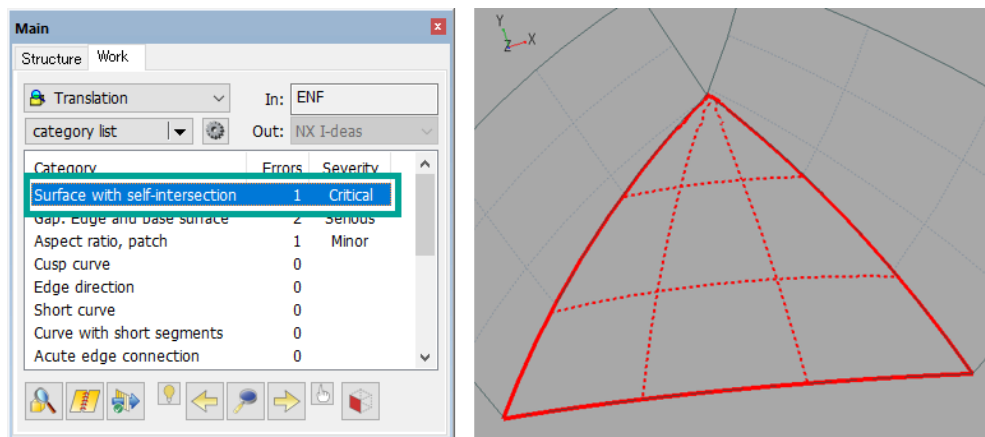 Main
Structure Work
Translation In: ENF
category list Out: NX I-deas
Category Errors Severity
Surface with self-intersection 1 Critical
Gap: Edge and base surface 2 Serious
Aspect ratio, patch 1 Minor
Cusp curve 0
Edge direction 0
Short curve 0
Curve with short segments 0
Acute edge connection 0
Y
Z X